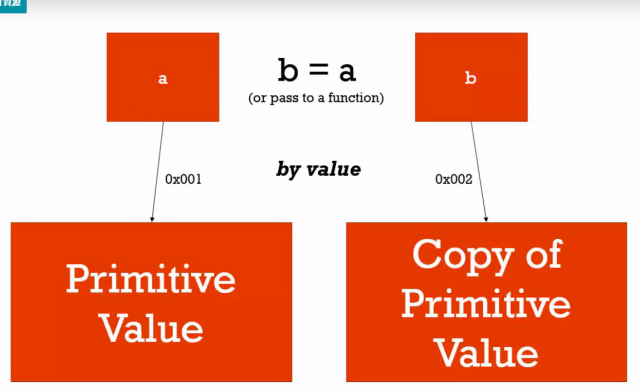 a
b = a
(or pass to a function)
b
0x001
by value
0x002
Primitive
Value
Copy of
Primitive
Value